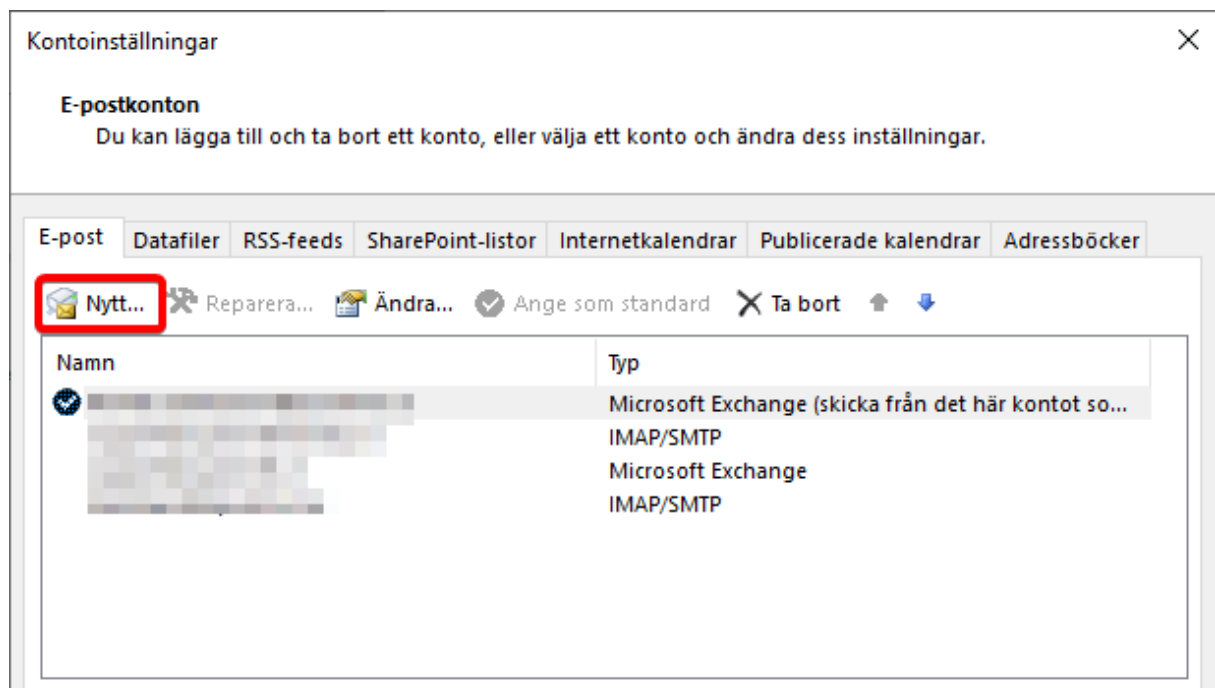 Kontoinställningar
E-postkonton
Du kan lägga till och ta bort ett konto, eller välja ett konto och ändra dess inställningar.
E-post Datafiler RSS-feeds SharePoint-listor Internetkalendrar Publicerade kalendrar Adressböcker
Nytt... Reparera... Ändra... Ange som standard Ta bort
Namn Typ
Microsoft Exchange (skicka från det här kontot so...
IMAP/SMTP
Microsoft Exchange
IMAP/SMTP